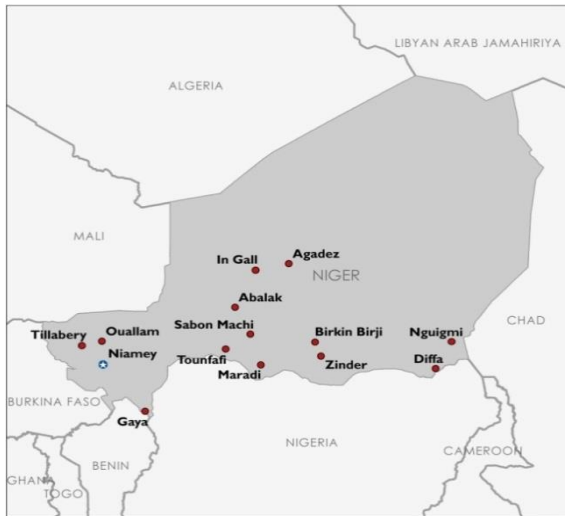 LIBYAN ARAB JAMAHIRIYA
ALGERIA
MALI
In Gall
Agadez
NIGER
Abalak
CHAD
Tillabery
Ouallam
Sabon Machi
Birkin Birji
Nguigmi
Niamey
Tounfafi
Maradi
Zinder
Diffa
BURKINA FASO
Gaya
NIGERIA
CAMEROON
BENIN
GHANA
TOGO